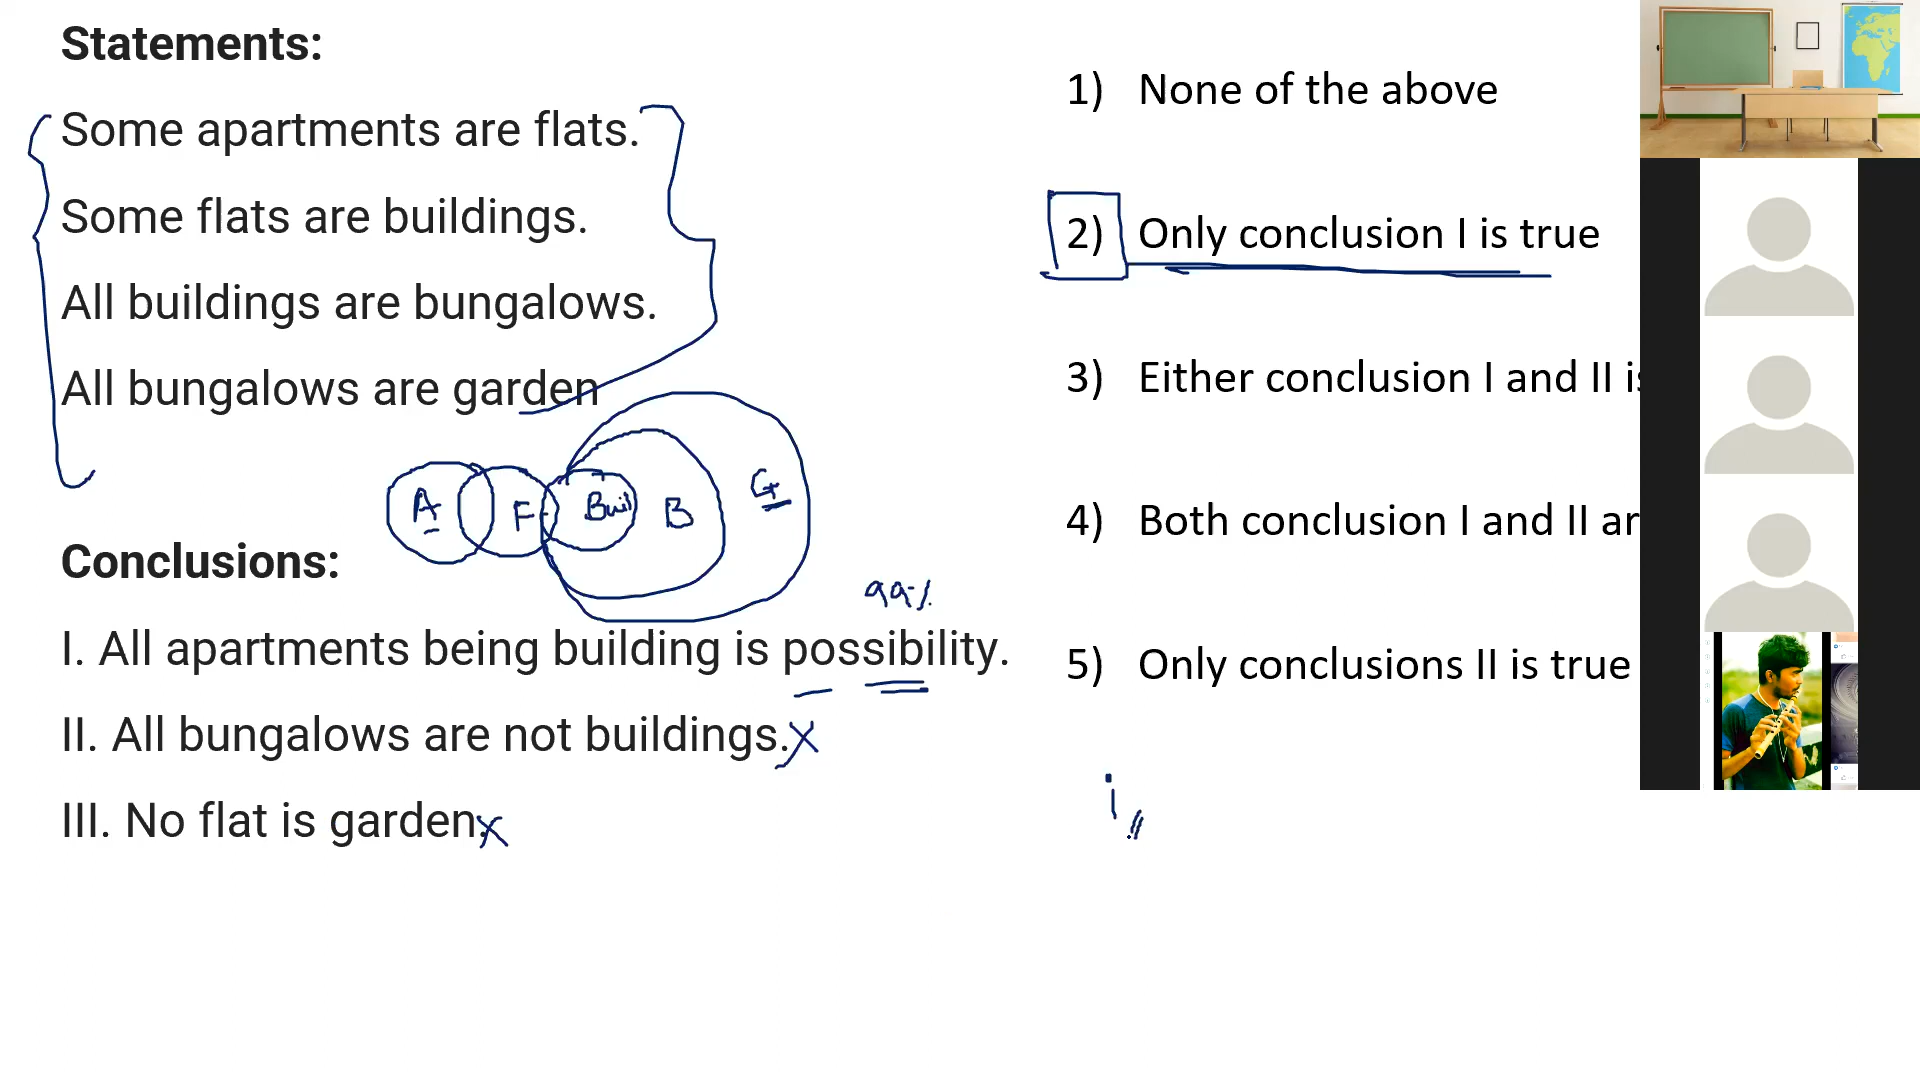 Statements:
Some apartments are flats.
Some flats are buildings.
All buildings are bungalows.
All bungalows are garden
A F Buil B G
Conclusions:
99%
I. All apartments being building is possibility.
II. All bungalows are not buildings.x
III. No flat is garden.x
1) None of the above
2) Only conclusion I is true
3) Either conclusion I and II is
4) Both conclusion I and II ar
5) Only conclusions II is true
i